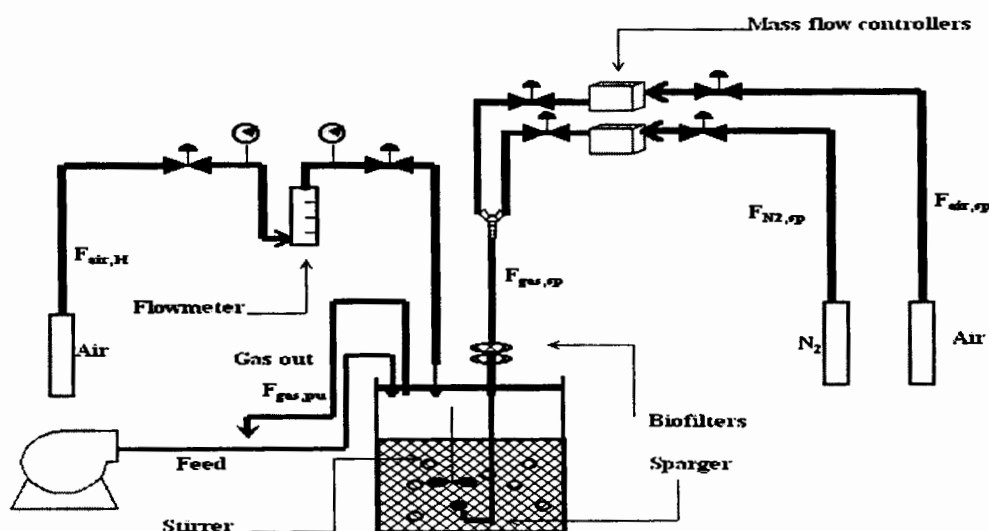 Mass flow controllers
F_N2,sp
F_air,sp
F_air,H
F_gas,sp
Flowmeter
Air
N₂
Air
Gas out
F_gas,pu
Biofilters
Feed
Sparger
Stirrer